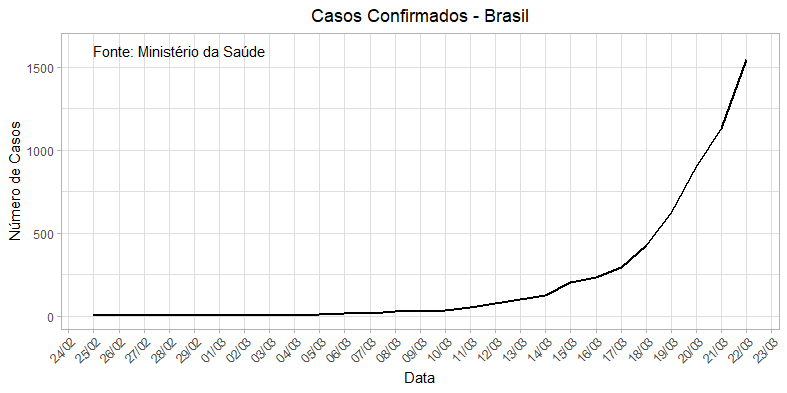 Casos Confirmados - Brasil
Fonte: Ministério da Saúde
Número de Casos
1500
1000
500
0
24/02 25/02 26/02 27/02 28/02 29/02 01/03 02/03 03/03 04/03 05/03 06/03 07/03 08/03 09/03 10/03 11/03 12/03 13/03 14/03 15/03 16/03 17/03 18/03 19/03 20/03 21/03 22/03 23/03
Data